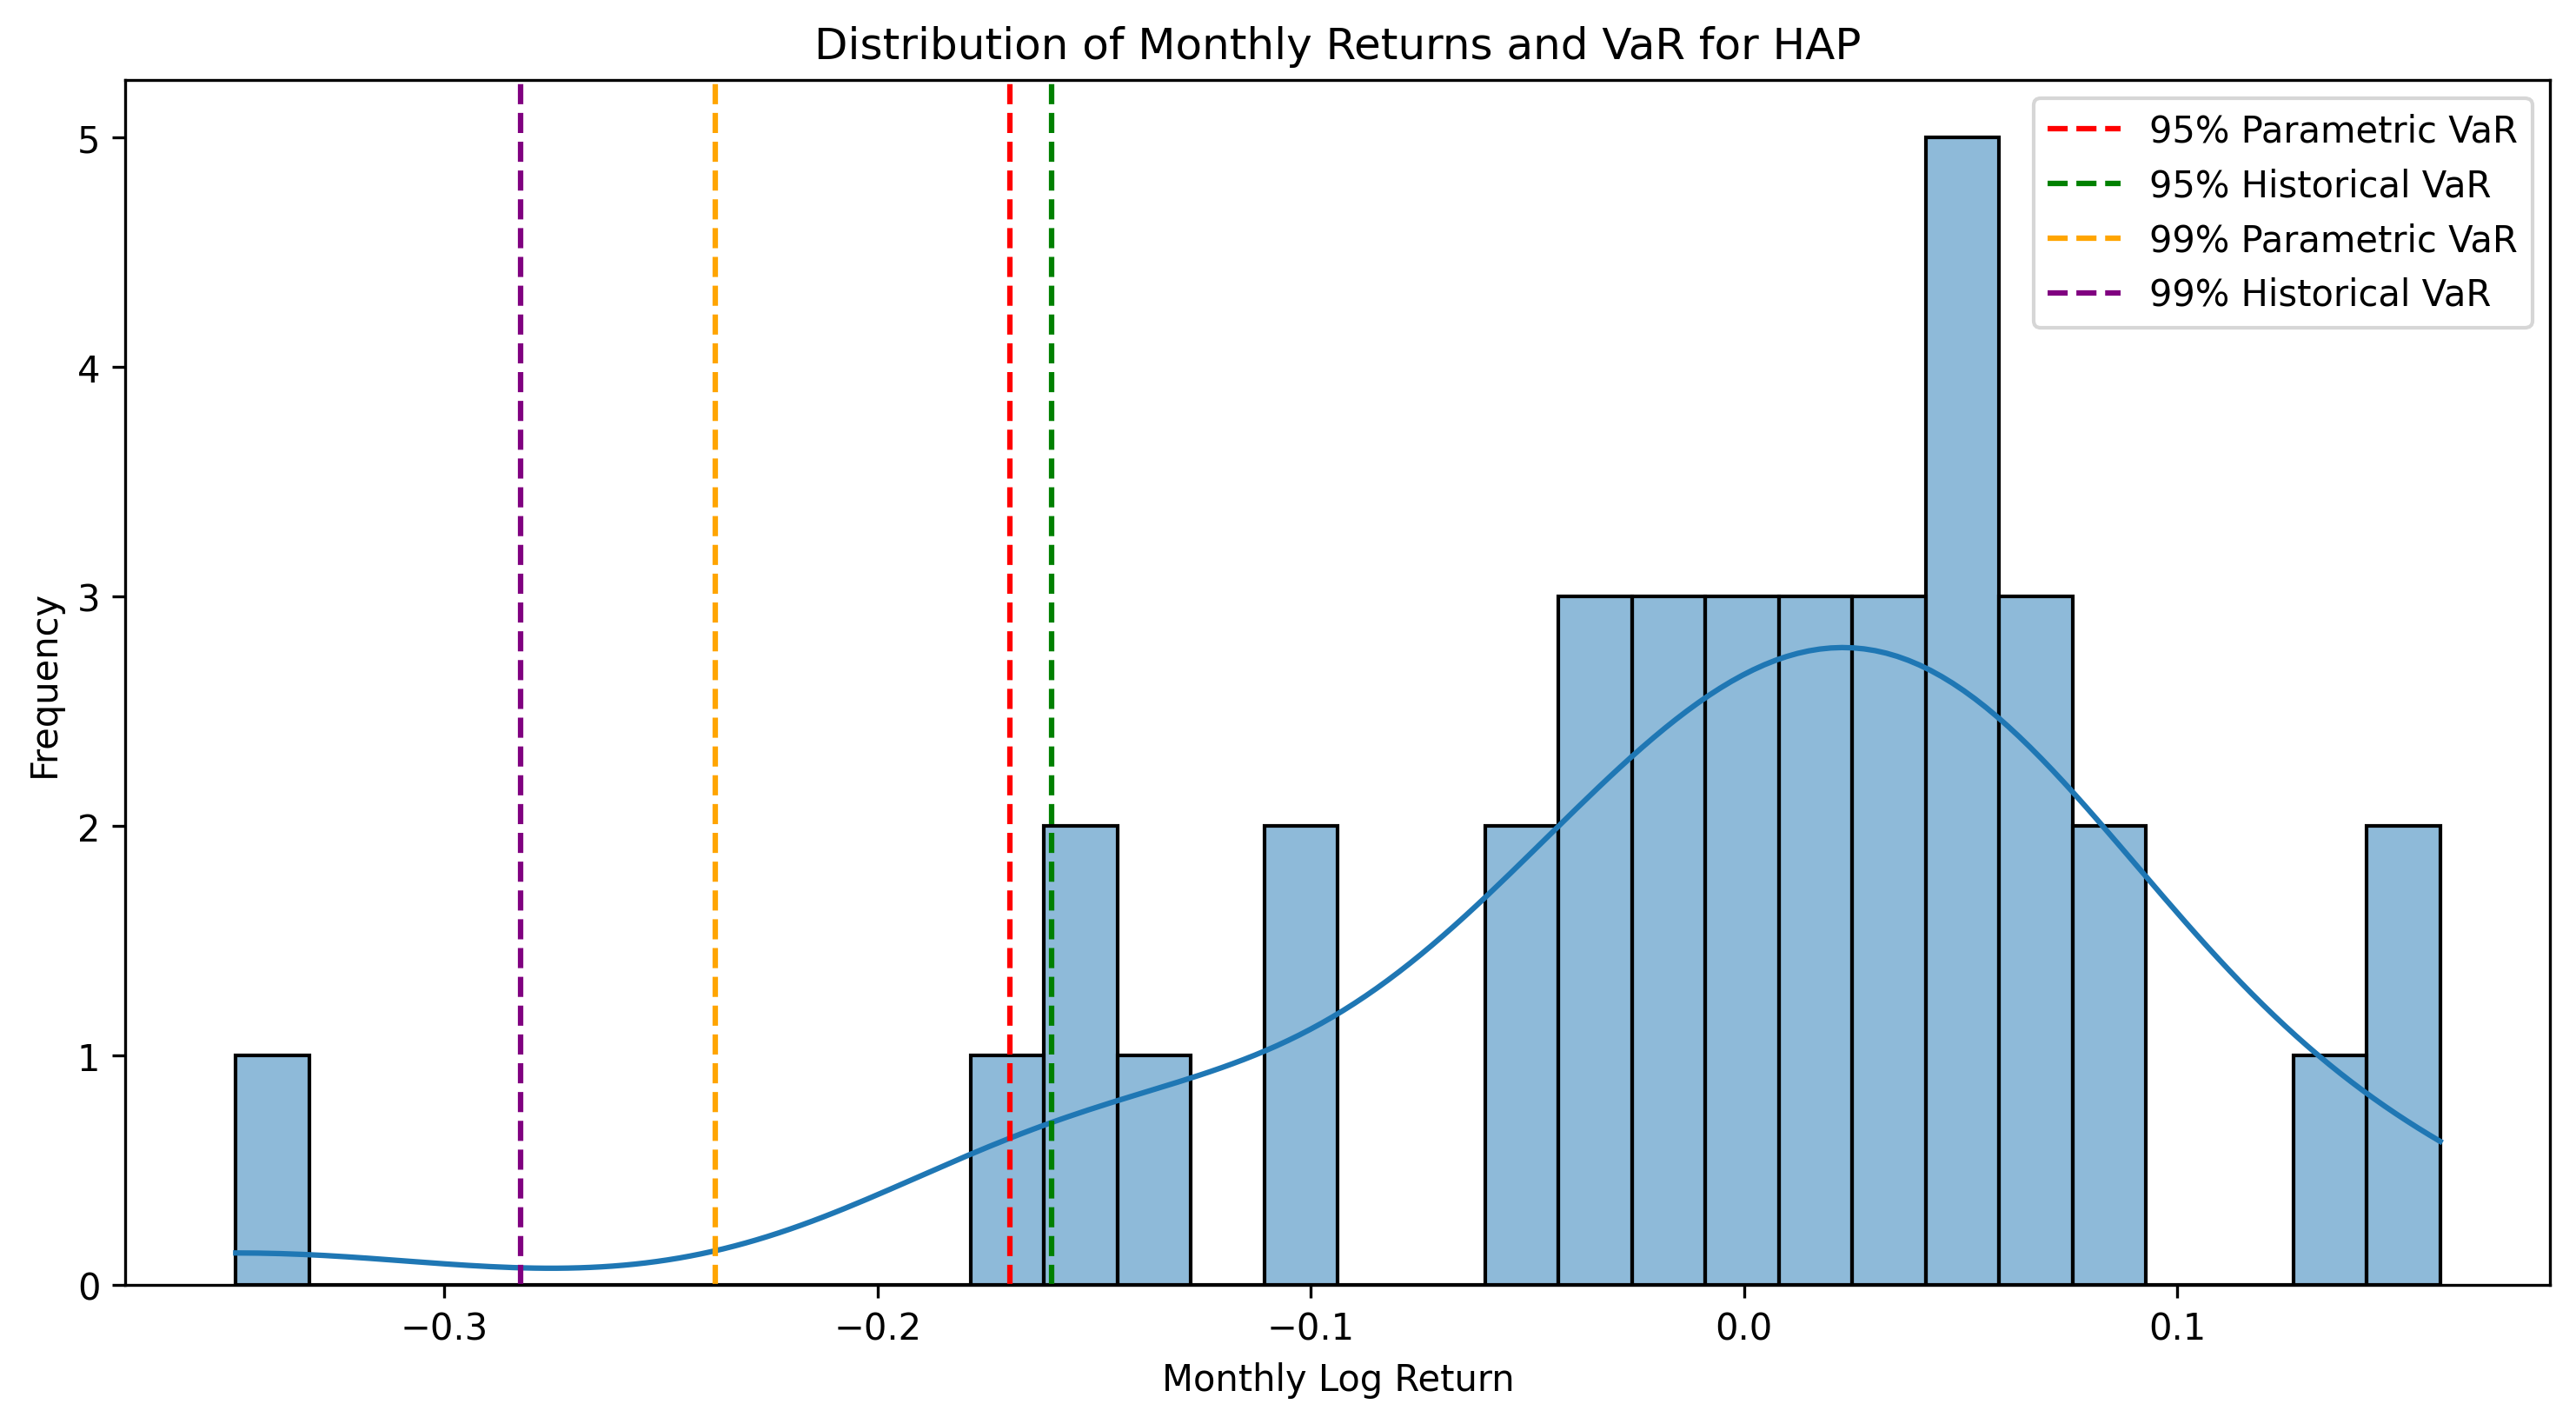 Distribution of Monthly Returns and VaR for HAP
95% Parametric VaR
95% Historical VaR
99% Parametric VaR
99% Historical VaR
5
4
3
2
1
0
Frequency
−0.3
−0.2
−0.1
0.0
0.1
Monthly Log Return